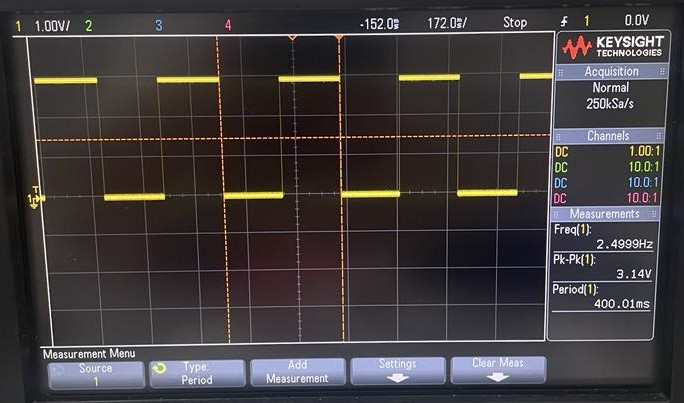 1 1.00V/ 2 3 4 -152.0ms 172.0ms/ Stop 1 0.0V
KEYSIGHT
TECHNOLOGIES
Acquisition
Normal
250kSa/s
Channels
DC 1.00:1
DC 10.0:1
DC 10.0:1
DC 10.0:1
Measurements
Freq(1):
2.4999Hz
Pk-Pk(1):
3.14V
Period(1):
400.01ms
T
1
Measurement Menu
Source
1
Type:
Period
Add
Measurement
Settings
Clear Meas